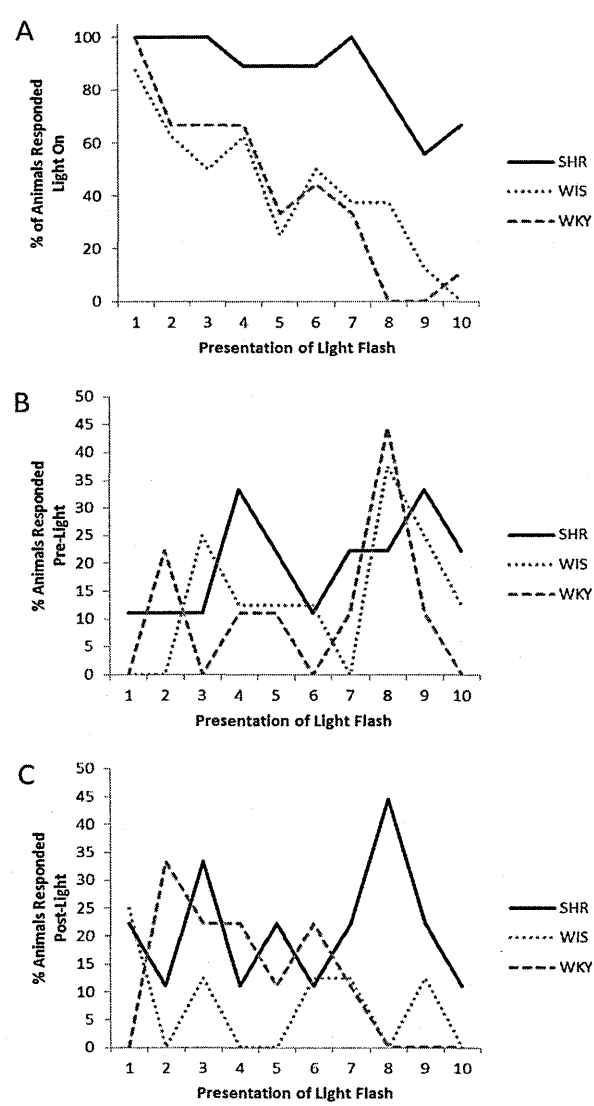 A
% of Animals Responded
Light On
100
80
60
40
20
0
1 2 3 4 5 6 7 8 9 10
Presentation of Light Flash
SHR
WIS
WKY
B
% Animals Responded
Pre-Light
50
45
40
35
30
25
20
15
10
5
0
1 2 3 4 5 6 7 8 9 10
Presentation of Light Flash
SHR
WIS
WKY
C
% Animals Responded
Post-Light
50
45
40
35
30
25
20
15
10
5
0
1 2 3 4 5 6 7 8 9 10
Presentation of Light Flash
SHR
WIS
WKY